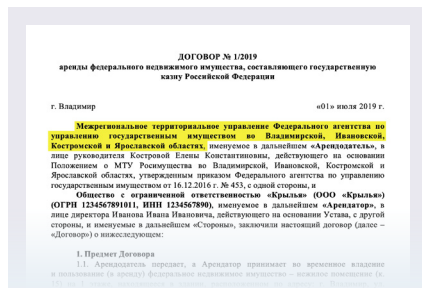 ДОГОВОР № 1/2019
аренды федерального недвижимого имущества, составляющего государственную
казну Российской Федерации
г. Владимир «01» июля 2019 г.
Межрегиональное территориальное управление Федерального агентства по
управлению государственным имуществом во Владимирской, Ивановской,
Костромской и Ярославской областях, именуемое в дальнейшем «Арендодатель», в
лице руководителя Костровой Елены Константиновны, действующего на основании
Положением о МТУ Росимущества во Владимирской, Ивановской, Костромской и
Ярославской областях, утвержденным приказом Федерального агентства по управлению
государственным имуществом от 16.12.2016 г. № 453, с одной стороны, и
Общество с ограниченной ответственностью «Крылья» (ООО «Крылья»)
(ОГРН 1234567891011, ИНН 1234567890), именуемое в дальнейшем «Арендатор», в
лице директора Иванова Ивана Ивановича, действующего на основании Устава, с другой
стороны, и именуемые в дальнейшем «Стороны», заключили настоящий договор (далее –
«Договор») о нижеследующем:
1. Предмет Договора
1.1. Арендодатель передает, а Арендатор принимает во временное владение
и пользование (в аренду) федеральное недвижимое имущество – нежилое помещение (к.